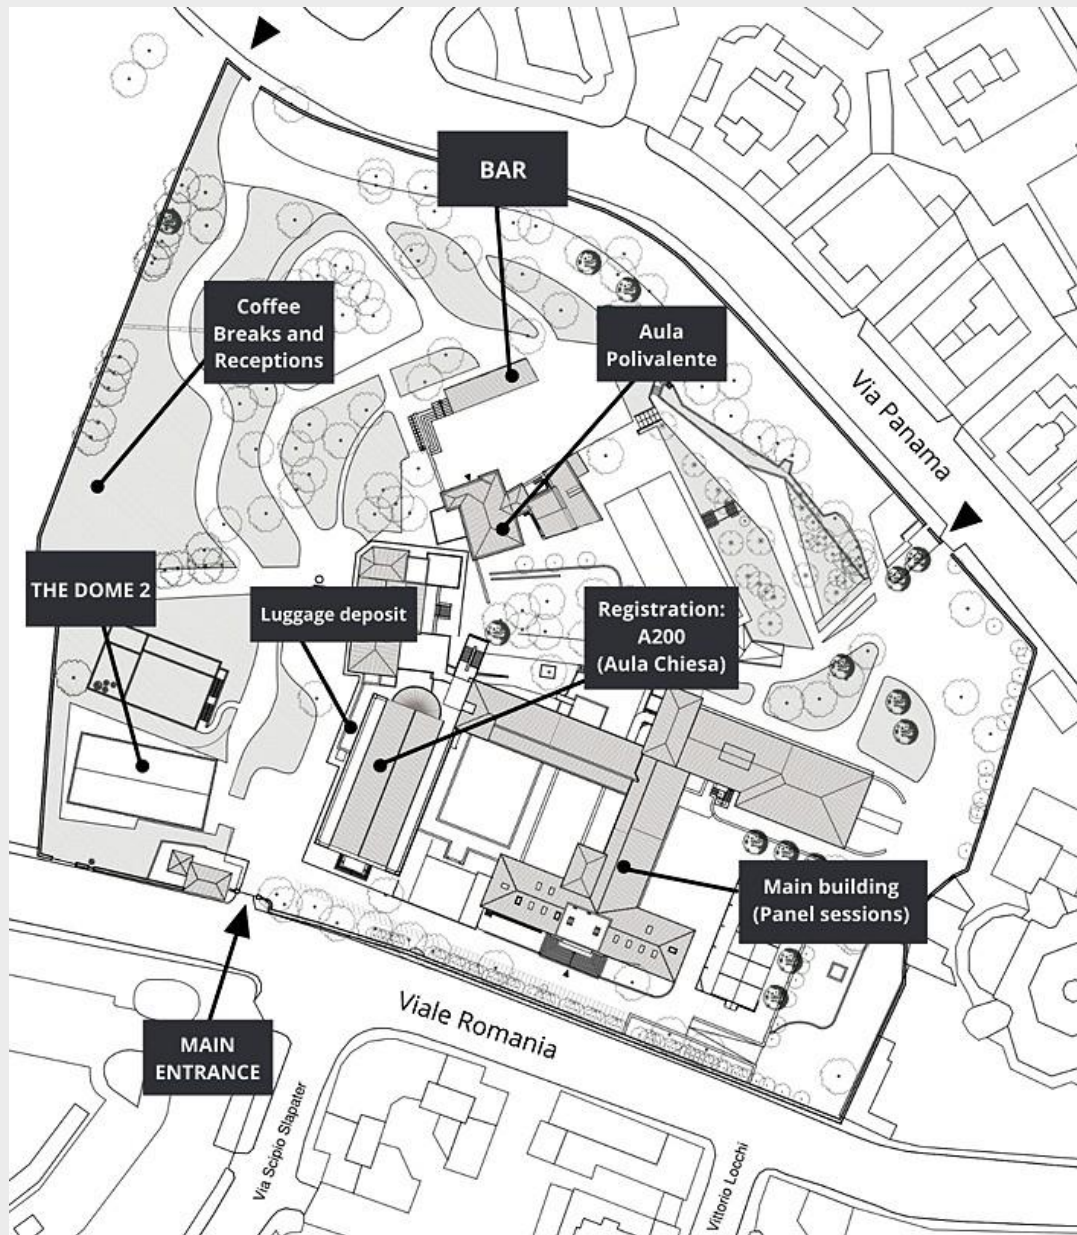 BAR
Coffee
Breaks and
Receptions
Aula
Polivalente
Via Panama
THE DOME 2
Luggage deposit
Registration:
A200
(Aula Chiesa)
Main building
(Panel sessions)
Viale Romania
MAIN
ENTRANCE
Via Scipio Slapater
Vittorio Locchi